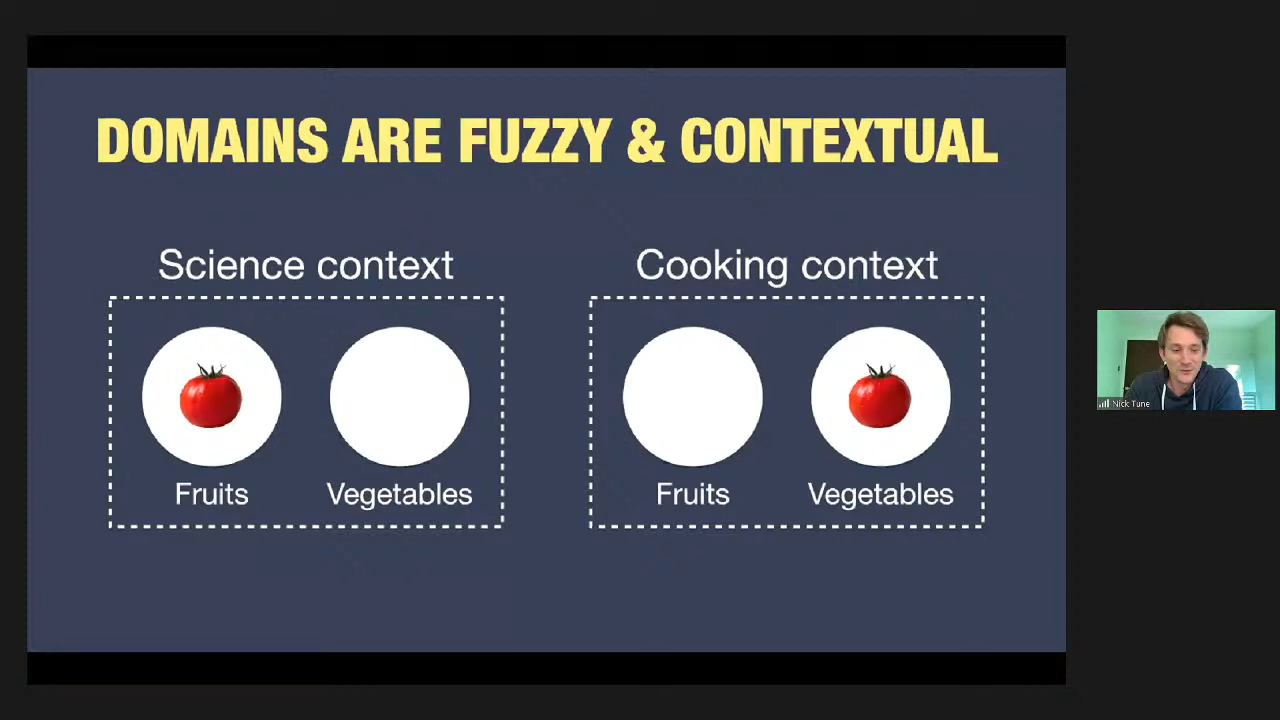 DOMAINS ARE FUZZY & CONTEXTUAL
Science context
Cooking context
Fruits
Vegetables
Fruits
Vegetables
Nick Tune